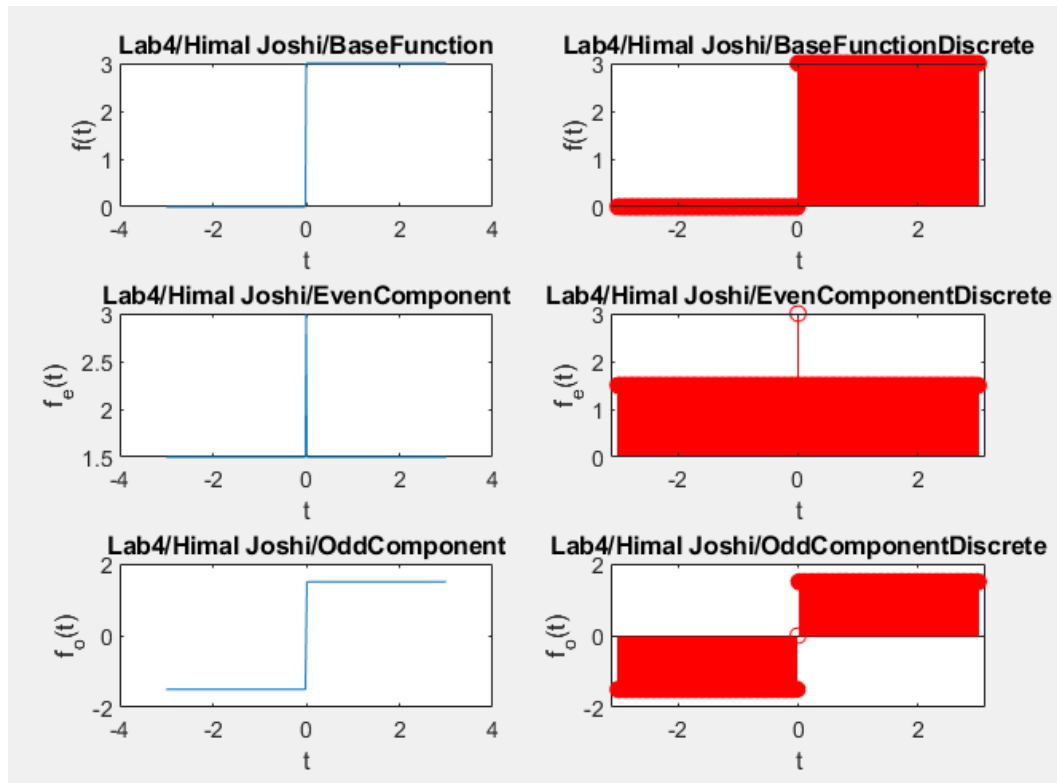 Lab4/Himal Joshi/BaseFunction
3
2
1
0
f(t)
-4 -2 0 2 4
t
Lab4/Himal Joshi/BaseFunctionDiscrete
3
2
1
0
f(t)
-2 0 2
t
Lab4/Himal Joshi/EvenComponent
3
2.5
2
1.5
f_e(t)
-4 -2 0 2 4
t
Lab4/Himal Joshi/EvenComponentDiscrete
3
2
1
0
f_e(t)
-2 0 2
t
Lab4/Himal Joshi/OddComponent
2
0
-2
f_o(t)
-4 -2 0 2 4
t
Lab4/Himal Joshi/OddComponentDiscrete
2
0
-2
f_o(t)
-2 0 2
t